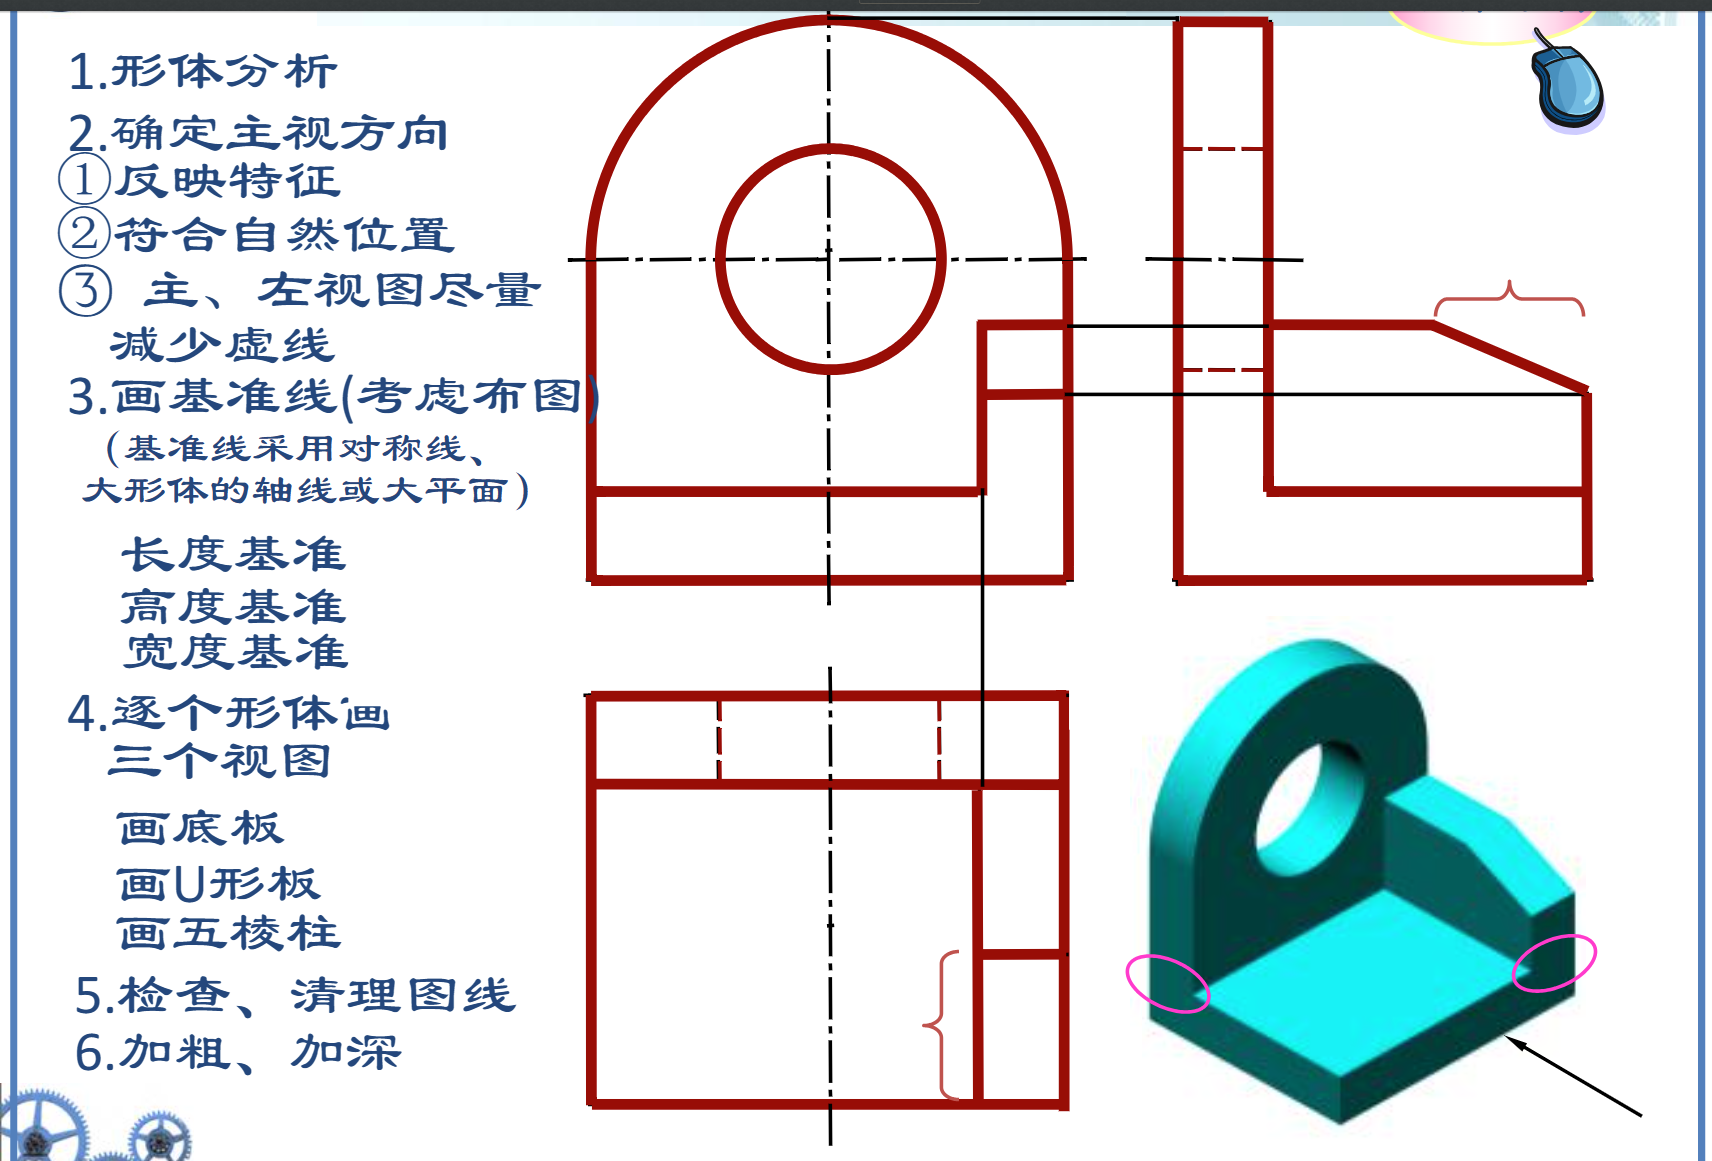 1.形体分析
2.确定主视方向
①反映特征
②符合自然位置
③ 主、左视图尽量
减少虚线
3.画基准线(考虑布图)
(基准线采用对称线、
大形体的轴线或大平面)
长度基准
高度基准
宽度基准
4.逐个形体画
三个视图
画底板
画U形板
画五棱柱
5.检查、清理图线
6.加粗、加深